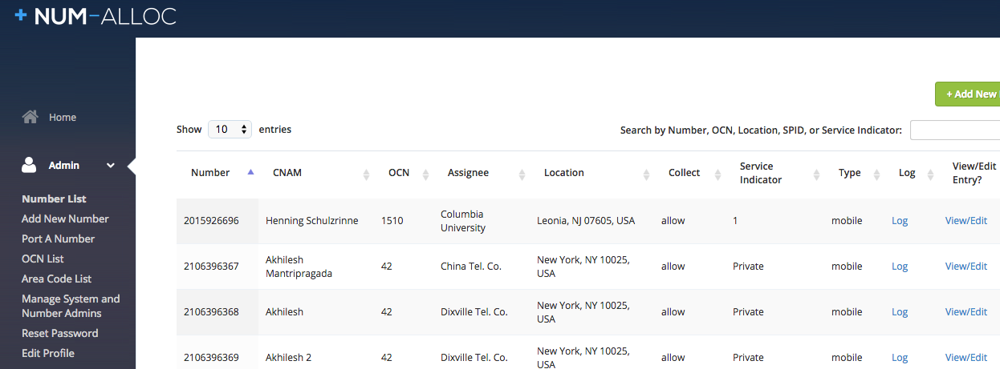 + NUM-ALLOC
Home
Admin
Number List
Add New Number
Port A Number
OCN List
Area Code List
Manage System and
Number Admins
Reset Password
Edit Profile
+ Add New
Show 10 entries
Search by Number, OCN, Location, SPID, or Service Indicator:
Number CNAM OCN Assignee Location Collect Service Indicator Type Log View/Edit Entry?
2015926696 Henning Schulzrinne 1510 Columbia University Leonia, NJ 07605, USA allow 1 mobile Log View/Edit
2106396367 Akhilesh Mantripragada 42 China Tel. Co. New York, NY 10025, USA allow Private mobile Log View/Edit
2106396368 Akhilesh 42 Dixville Tel. Co. New York, NY 10025, USA allow Private mobile Log View/Edit
2106396369 Akhilesh 2 42 Dixville Tel. Co. New York, NY 10025, USA allow Private mobile Log View/Edit